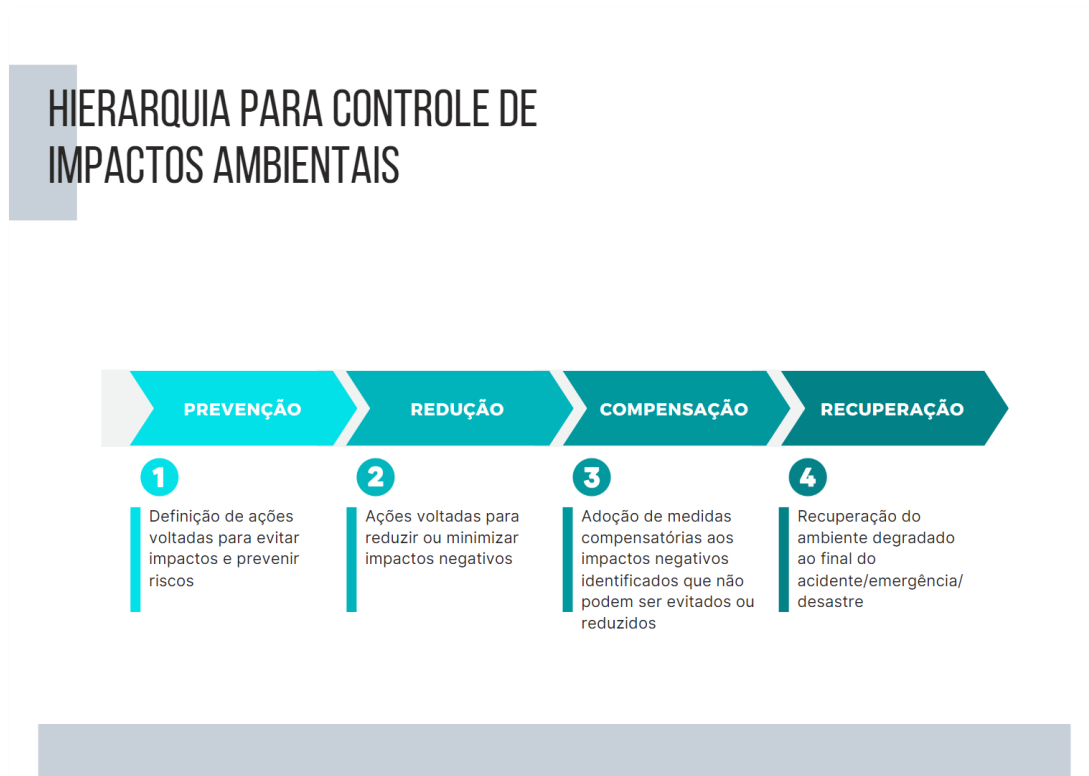 HIERARQUIA PARA CONTROLE DE
IMPACTOS AMBIENTAIS
PREVENÇÃO
REDUÇÃO
COMPENSAÇÃO
RECUPERAÇÃO
1
Definição de ações
voltadas para evitar
impactos e prevenir
riscos
2
Ações voltadas para
reduzir ou minimizar
impactos negativos
3
Adoção de medidas
compensatórias aos
impactos negativos
identificados que não
podem ser evitados ou
reduzidos
4
Recuperação do
ambiente degradado
ao final do
acidente/emergência/
desastre